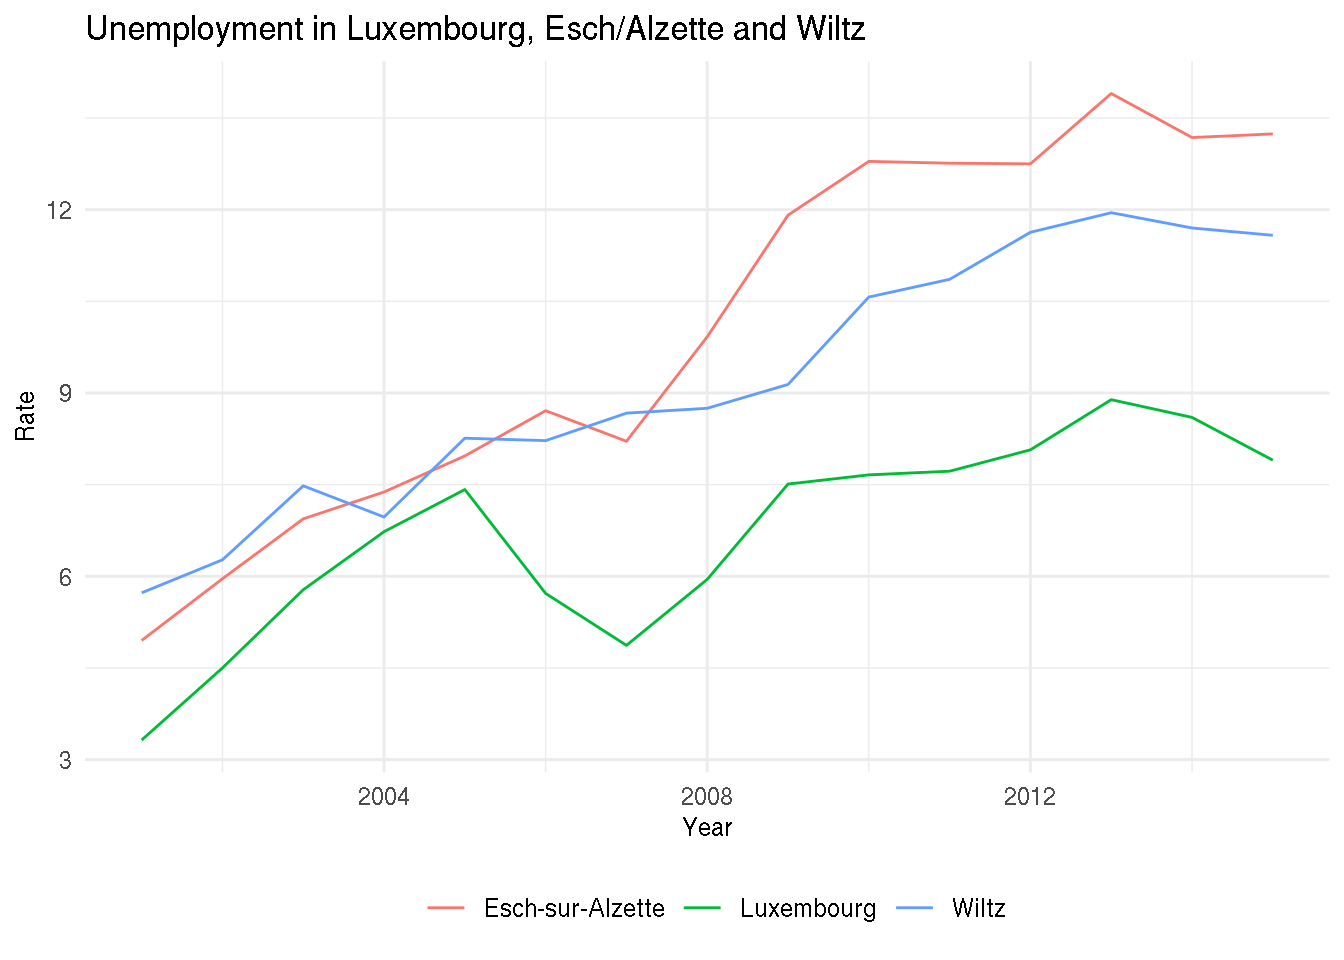 Unemployment in Luxembourg, Esch/Alzette and Wiltz
12
9
6
3
Rate
2004 2008 2012
Year
Esch-sur-Alzette Luxembourg Wiltz